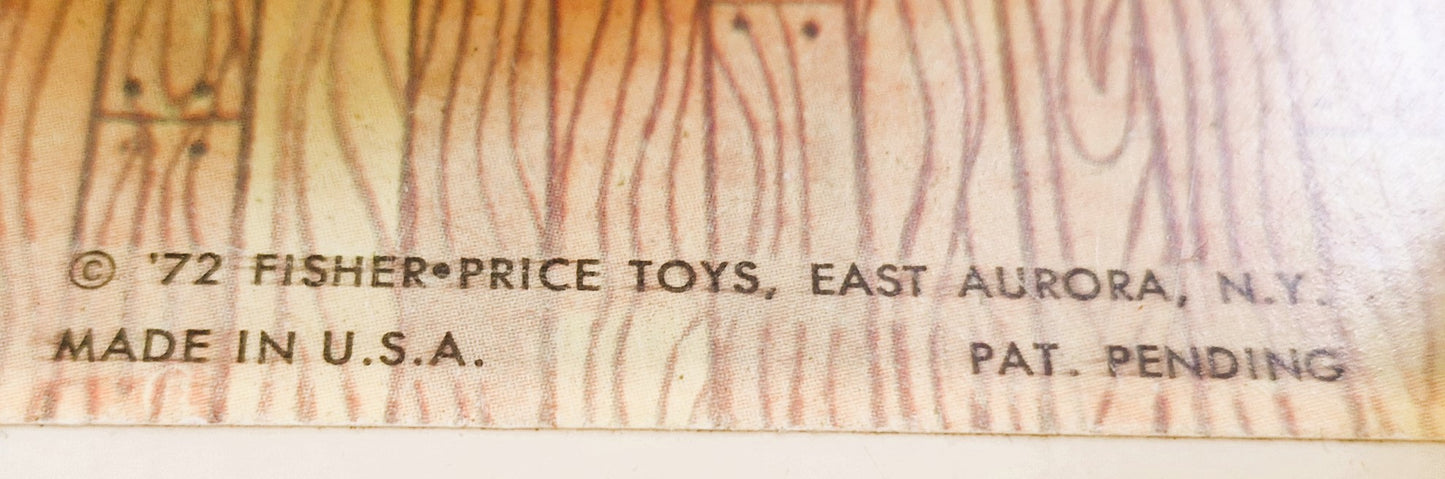 © '72 FISHER•PRICE TOYS, EAST AURORA, N.Y.
MADE IN U.S.A. PAT. PENDING